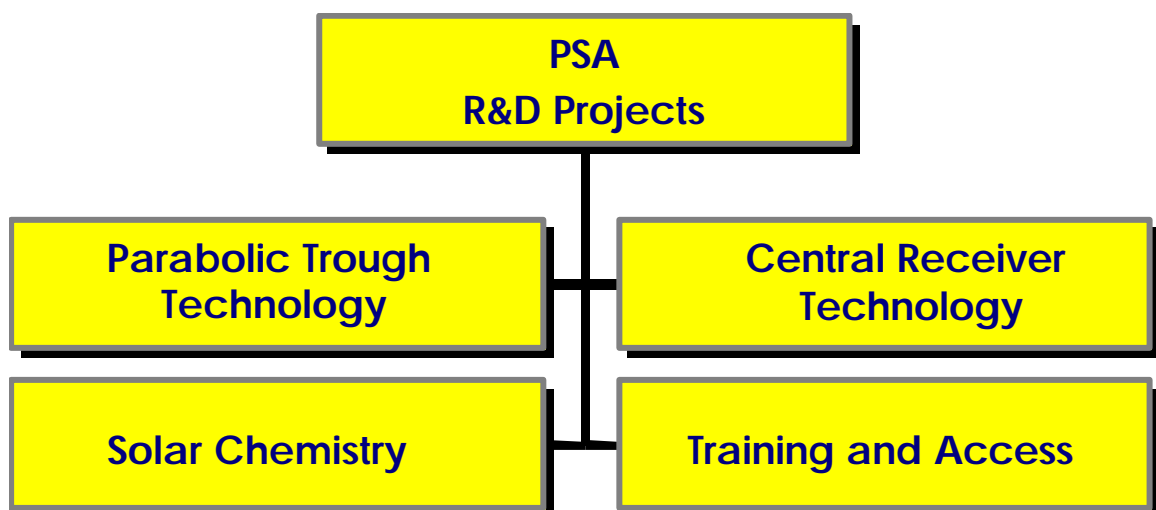 PSA
R&D Projects
Parabolic Trough
Technology
Central Receiver
Technology
Solar Chemistry
Training and Access